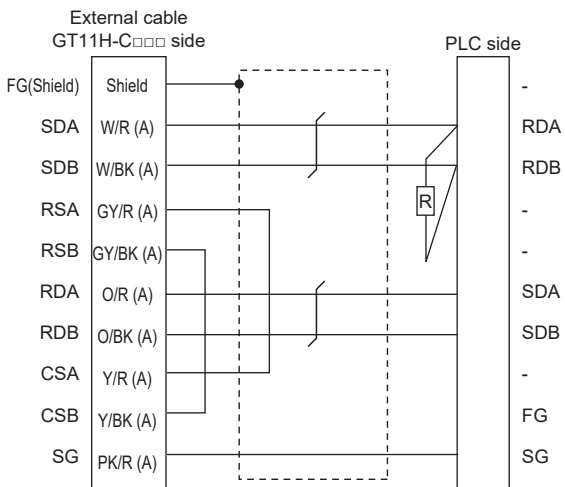 External cable
GT11H-C□□□ side
PLC side
FG(Shield) Shield -
SDA W/R (A) RDA
SDB W/BK (A) RDB
R
RSA GY/R (A) -
RSB GY/BK (A) -
RDA O/R (A) SDA
RDB O/BK (A) SDB
CSA Y/R (A) -
CSB Y/BK (A) FG
SG PK/R (A) SG